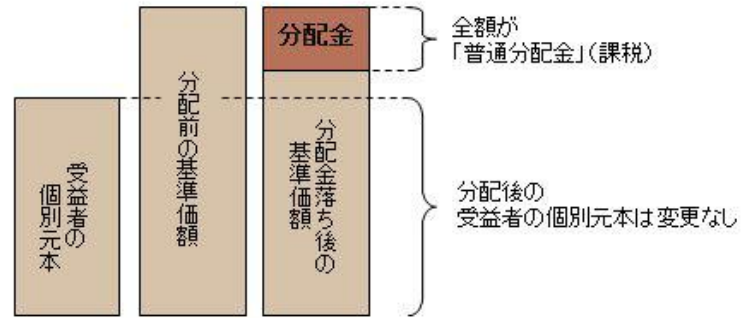 分配金
全額が
「普通分配金」(課税)
受益者の
個別元本
分配前の基準価額
分配金落ち後の
基準価額
分配後の
受益者の個別元本は変更なし